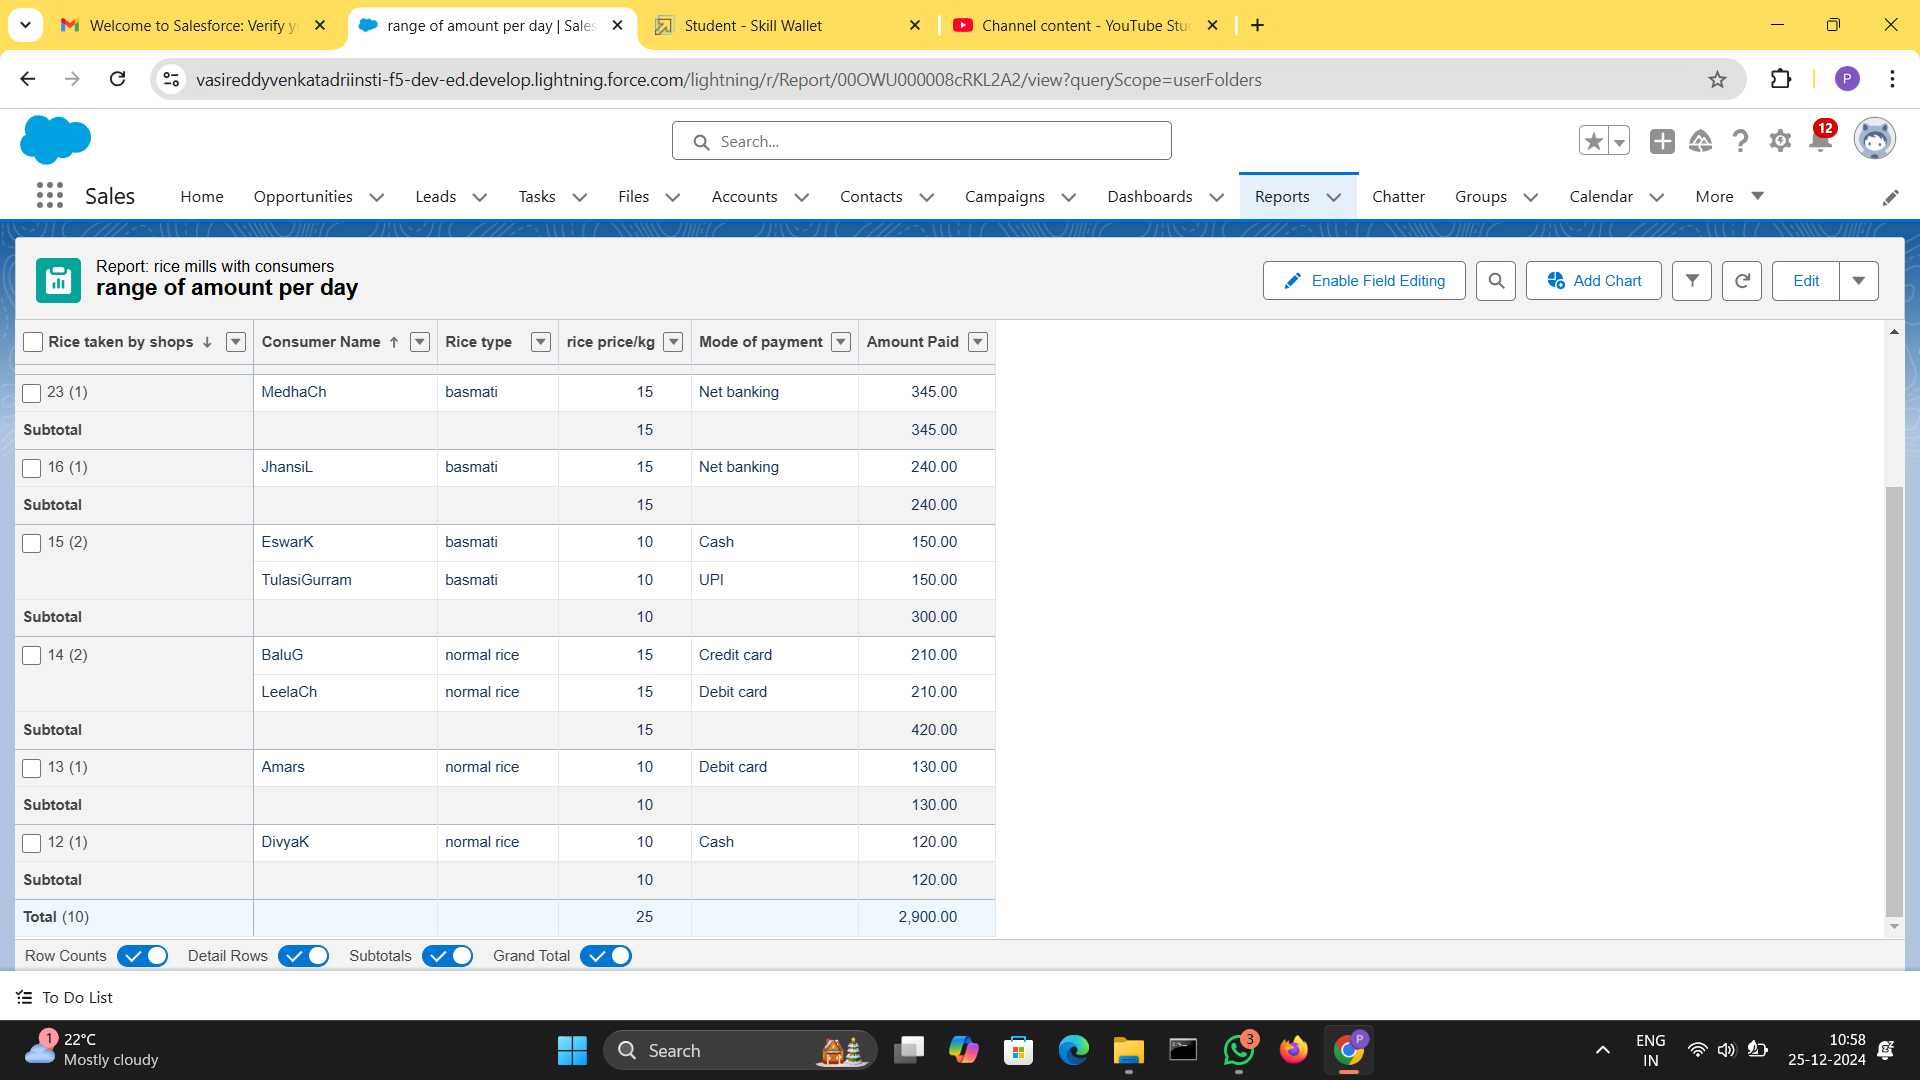 Welcome to Salesforce: Verify y
range of amount per day | Sales
Student - Skill Wallet
Channel content - YouTube Stu
vasireddyvenkatadriinsti-f5-dev-ed.develop.lightning.force.com/lightning/r/Report/00OWU000008cRKL2A2/view?queryScope=userFolders
P
Search...
12
Sales
Home
Opportunities
Leads
Tasks
Files
Accounts
Contacts
Campaigns
Dashboards
Reports
Chatter
Groups
Calendar
More
Report: rice mills with consumers
range of amount per day
Enable Field Editing
Add Chart
Edit
Rice taken by shops ↓ Consumer Name ↑ Rice type rice price/kg Mode of payment Amount Paid
23 (1) MedhaCh basmati 15 Net banking 345.00
Subtotal 15 345.00
16 (1) JhansiL basmati 15 Net banking 240.00
Subtotal 15 240.00
15 (2) EswarK basmati 10 Cash 150.00
TulasiGurram basmati 10 UPI 150.00
Subtotal 10 300.00
14 (2) BaluG normal rice 15 Credit card 210.00
LeelaCh normal rice 15 Debit card 210.00
Subtotal 15 420.00
13 (1) Amars normal rice 10 Debit card 130.00
Subtotal 10 130.00
12 (1) DivyaK normal rice 10 Cash 120.00
Subtotal 10 120.00
Total (10) 25 2,900.00
Row Counts
Detail Rows
Subtotals
Grand Total
To Do List
1
22°C
Mostly cloudy
Search
3
P
ENG
IN
10:58
25-12-2024